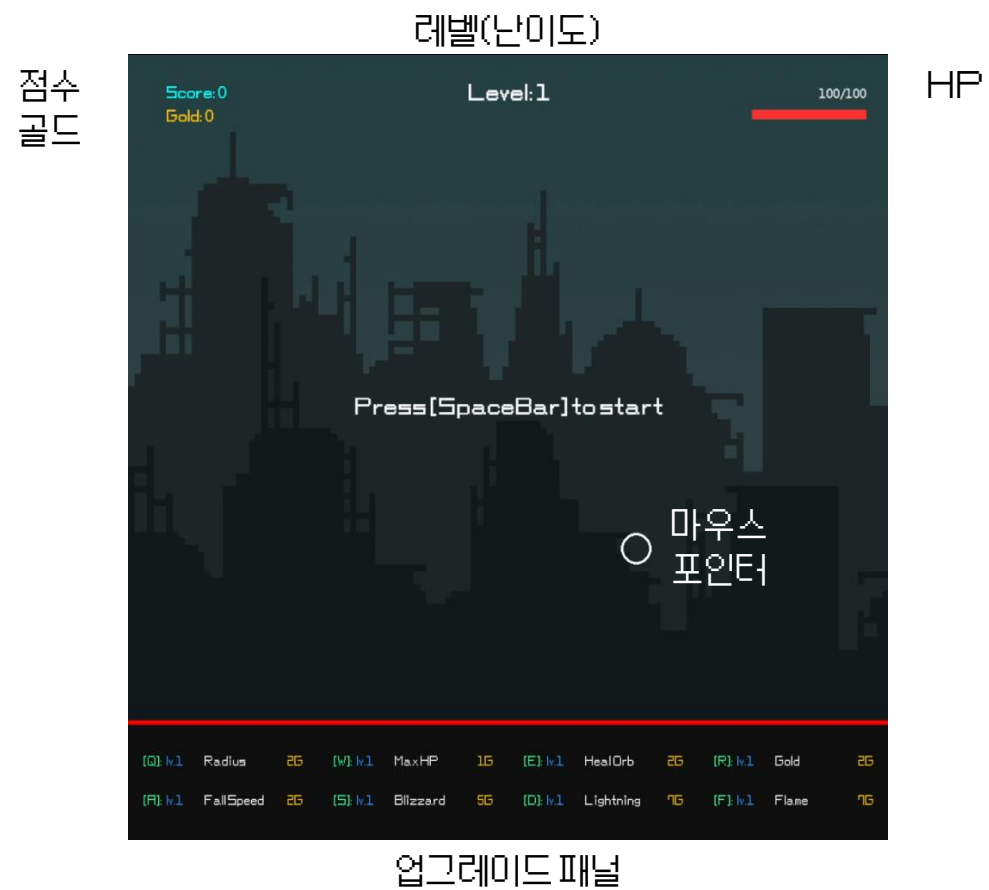 레벨(난이도)
점수
골드
HP
Score:0
Gold:0
Level:1
100/100
Press[SpaceBar]to start
마우스
포인터
[Q]: lv.1 Radius 2G [W]: lv.1 MaxHP 1G [E]: lv.1 HealOrb 2G [R]: lv.1 Gold 2G
[A]: lv.1 FallSpeed 2G [S]: lv.1 Blizzard 5G [D]: lv.1 Lightning 7G [F]: lv.1 Flame 7G
업그레이드 패널